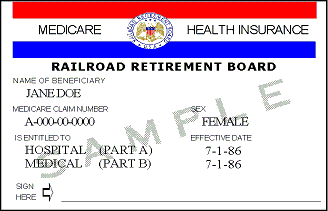 MEDICARE HEALTH INSURANCE
RAILROAD RETIREMENT BOARD
NAME OF BENEFICIARY
JANE DOE
MEDICARE CLAIM NUMBER SEX
A-000-00-0000 FEMALE
IS ENTITLED TO EFFECTIVE DATE
HOSPITAL (PART A) 7-1-86
MEDICAL (PART B) 7-1-86
SIGN
HERE
SAMPLE